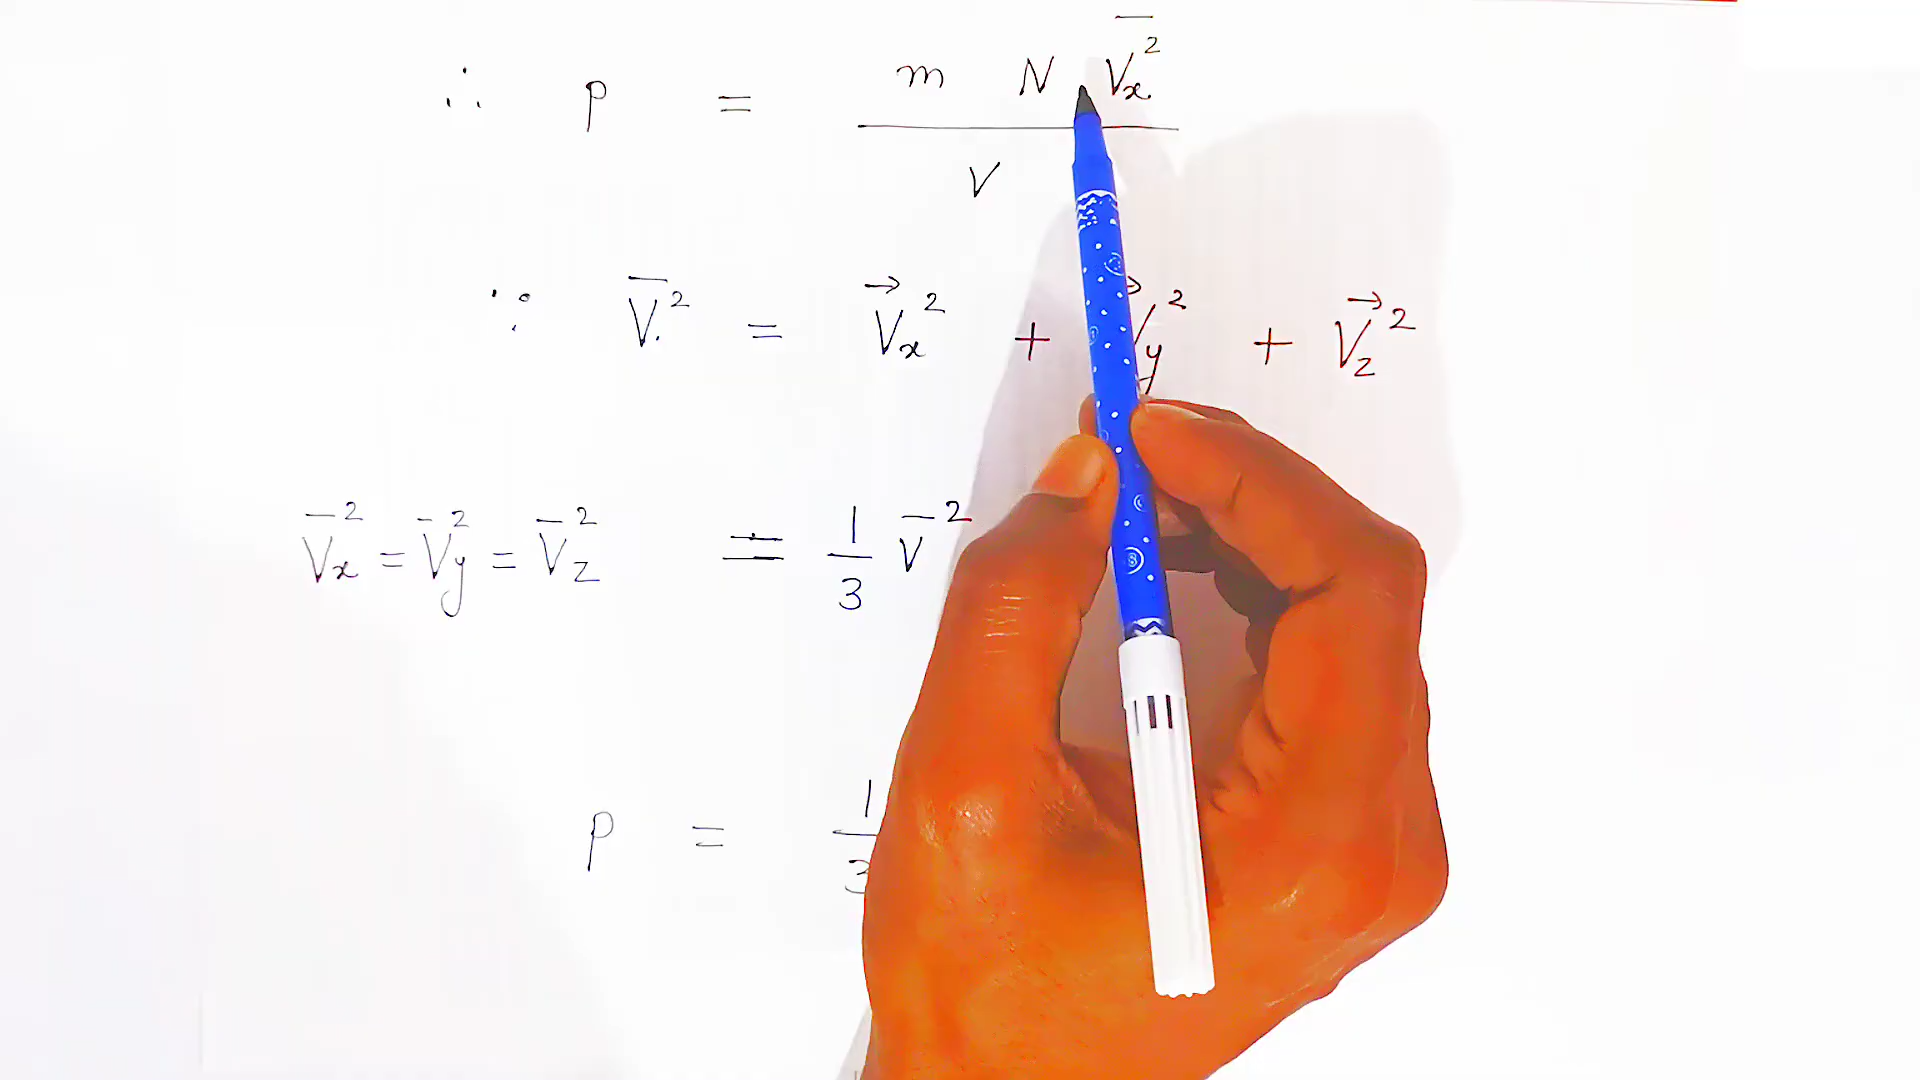 ∴ P = m N V̅x²
V
∵ V̅² = V⃗x² + V⃗y² + V⃗z²
V̅x² = V̅y² = V̅z² = 1/3 V̅²
P = 1/3